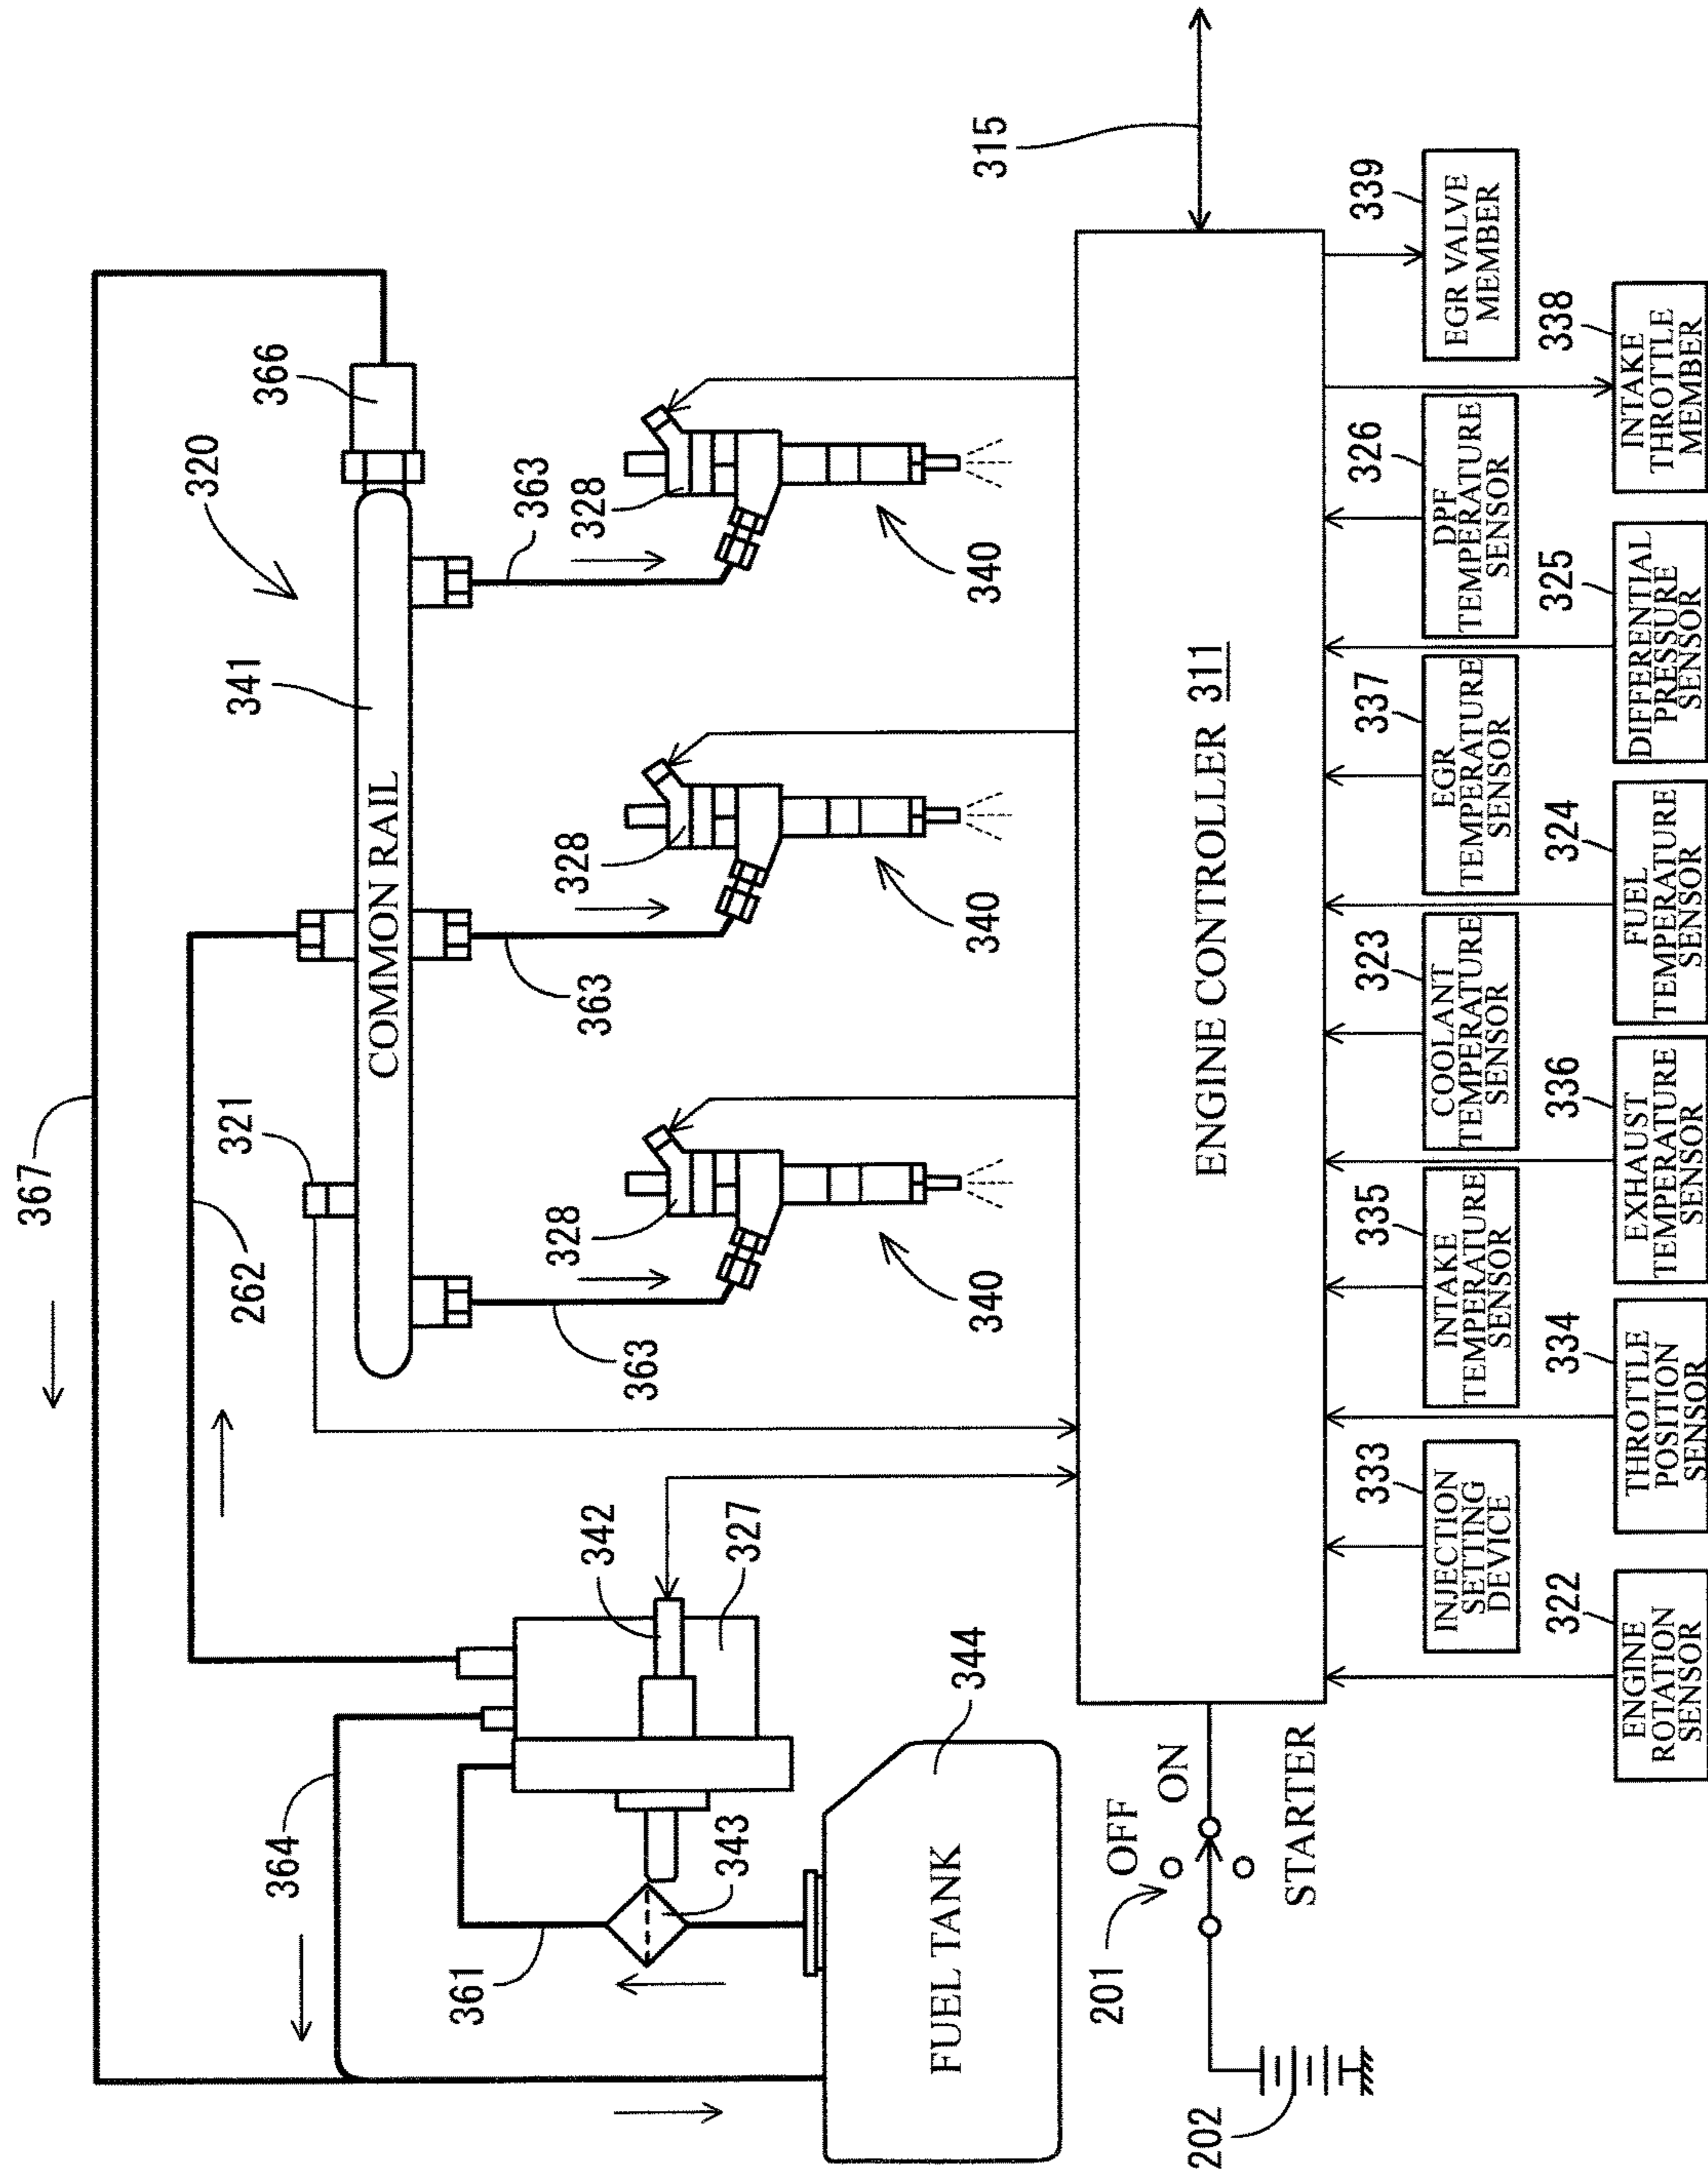 367
320
366
341
321
262
COMMON RAIL
363
363
363
328
328
328
340
340
340
364
361
343
342
327
344
FUEL TANK
315
ENGINE CONTROLLER 311
201
OFF
ON
STARTER
202
333
INJECTION
SETTING
DEVICE
335
INTAKE
TEMPERATURE
SENSOR
323
COOLANT
TEMPERATURE
SENSOR
337
EGR
TEMPERATURE
SENSOR
326
DPF
TEMPERATURE
SENSOR
339
EGR VALVE
MEMBER
322
ENGINE
ROTATION
SENSOR
334
THROTTLE
POSITION
SENSOR
336
EXHAUST
TEMPERATURE
SENSOR
324
FUEL
TEMPERATURE
SENSOR
325
DIFFERENTIAL
PRESSURE
SENSOR
338
INTAKE
THROTTLE
MEMBER